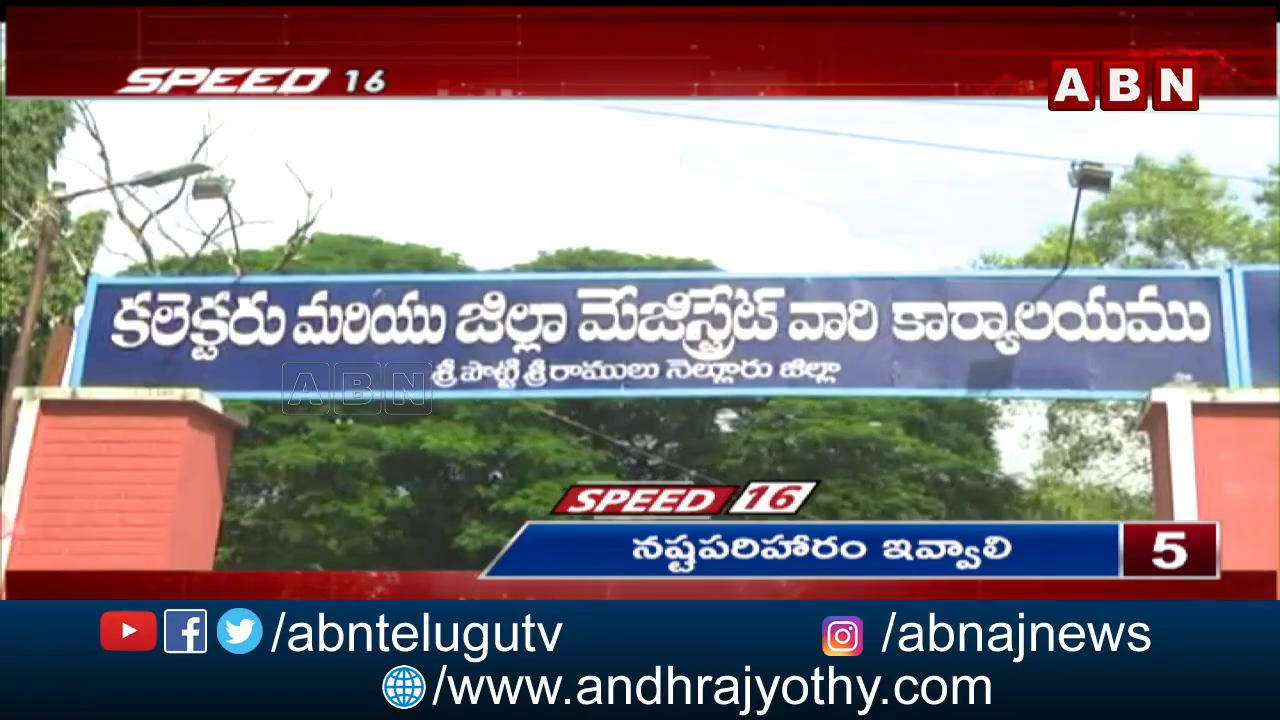 SPEED 16
ABN
కలెక్టరు మరియు జిల్లా మేజిస్ట్రేట్ వారి కార్యాలయము
శ్రీ పొట్టి శ్రీ రాములు నెల్లూరు జిల్లా
ABN
SPEED 16
నష్టపరిహారం ఇవ్వాలి 5
/abntelugutv /abnajnews
/www.andhrajyothy.com